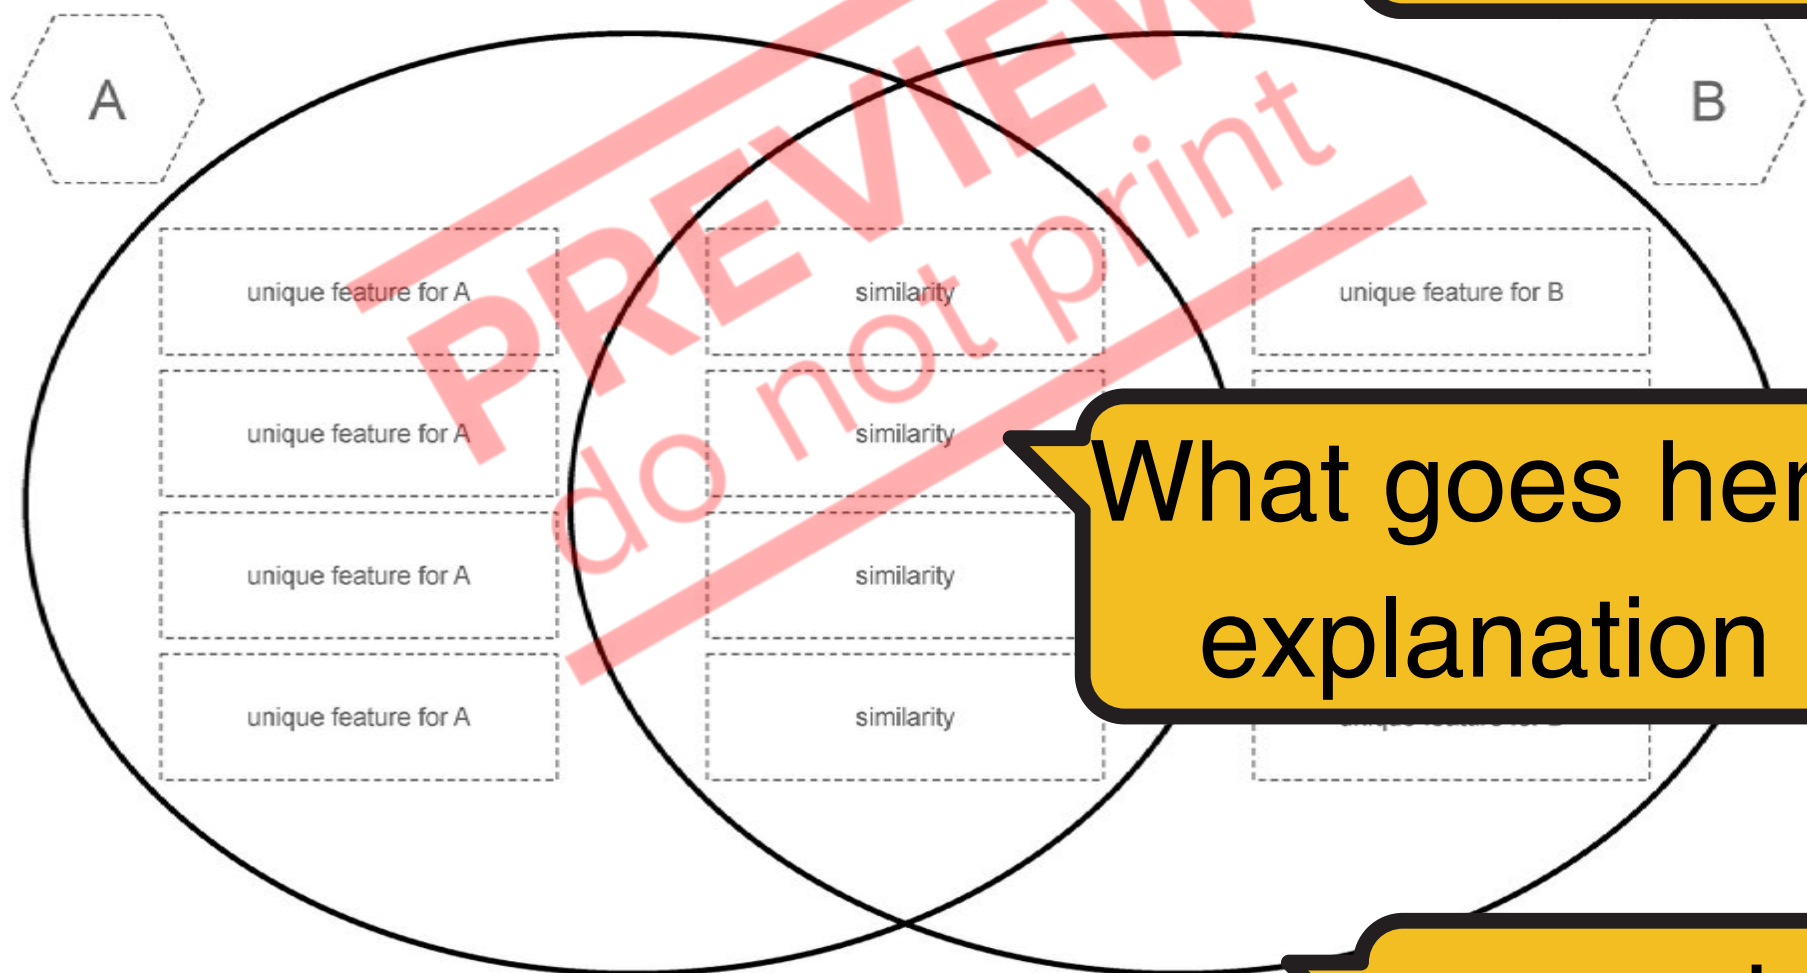 A
B
PREVIEW
do not print
unique feature for A
similarity
unique feature for B
unique feature for A
similarity
unique feature for A
similarity
unique feature for A
similarity
What goes her
explanation